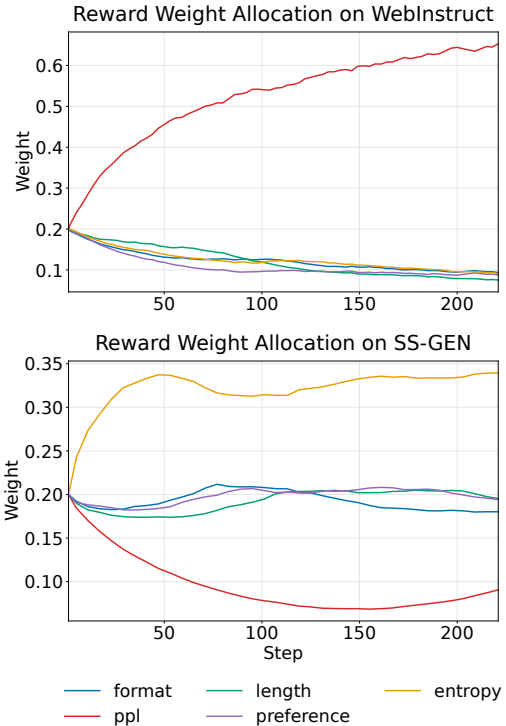 Reward Weight Allocation on WebInstruct
0.6
0.5
0.4
0.3
0.2
0.1
Weight
50 100 150 200
Reward Weight Allocation on SS-GEN
0.35
0.30
0.25
0.20
0.15
0.10
Weight
50 100 150 200
Step
format length entropy
ppl preference